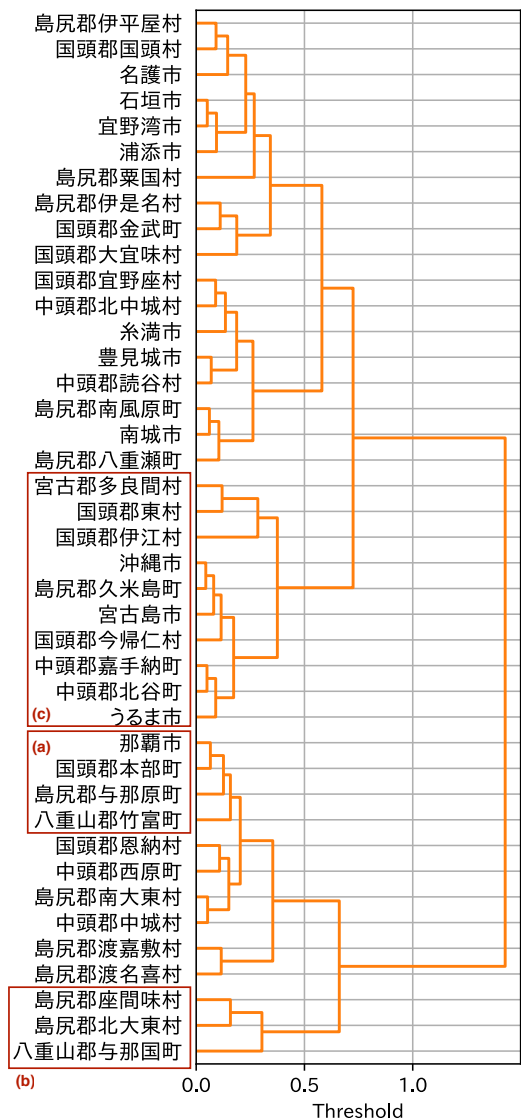 島尻郡伊平屋村
国頭郡国頭村
名護市
石垣市
宜野湾市
浦添市
島尻郡粟国村
島尻郡伊是名村
国頭郡金武町
国頭郡大宜味村
国頭郡宜野座村
中頭郡北中城村
糸満市
豊見城市
中頭郡読谷村
島尻郡南風原町
南城市
島尻郡八重瀬町
宮古郡多良間村
国頭郡東村
国頭郡伊江村
沖縄市
島尻郡久米島町
宮古島市
国頭郡今帰仁村
中頭郡嘉手納町
中頭郡北谷町
(c) うるま市
(a) 那覇市
国頭郡本部町
島尻郡与那原町
八重山郡竹富町
国頭郡恩納村
中頭郡西原町
島尻郡南大東村
中頭郡中城村
島尻郡渡嘉敷村
島尻郡渡名喜村
島尻郡座間味村
島尻郡北大東村
八重山郡与那国町
(b)
0.0 0.5 1.0
Threshold